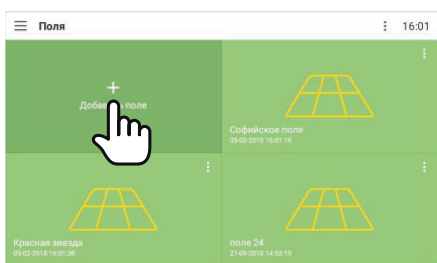 Поля
16:01
Добавить поле
Софийское поле
05-02-2018 16:01:18
Красная звезда
05-02-2018 16:01:38
поле 24
27-09-2018 14:53:19